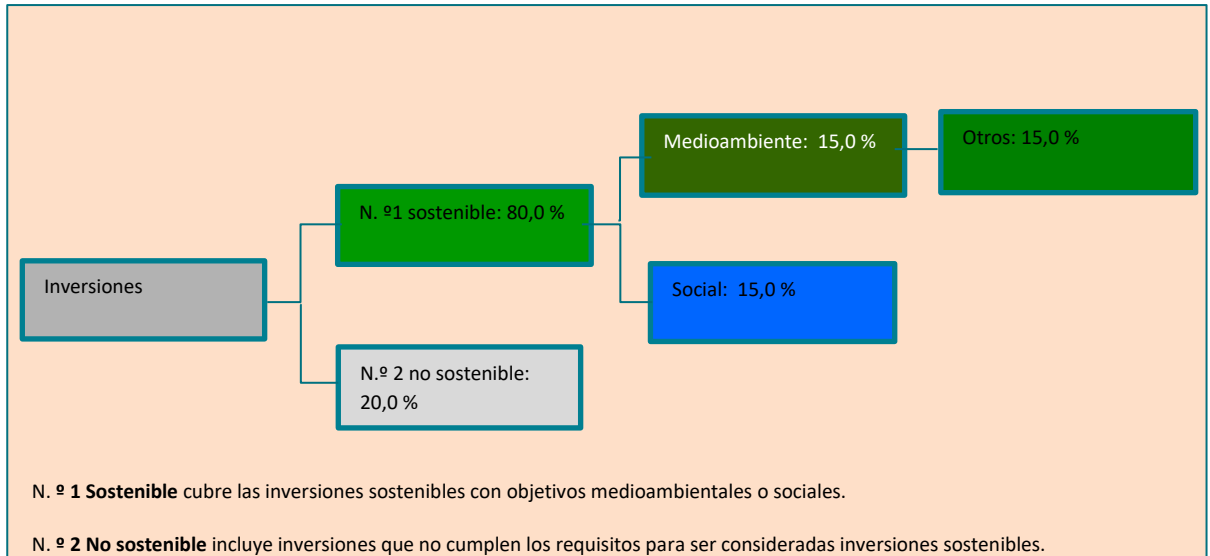 Medioambiente: 15,0 %
Otros: 15,0 %
N. º1 sostenible: 80,0 %
Inversiones
Social: 15,0 %
N.º 2 no sostenible:
20,0 %
N. º 1 Sostenible cubre las inversiones sostenibles con objetivos medioambientales o sociales.
N. º 2 No sostenible incluye inversiones que no cumplen los requisitos para ser consideradas inversiones sostenibles.